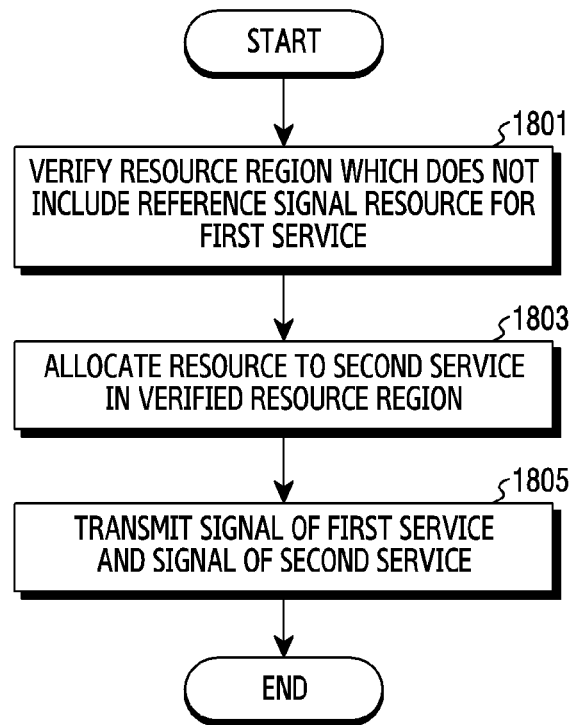 START
1801
VERIFY RESOURCE REGION WHICH DOES NOT
INCLUDE REFERENCE SIGNAL RESOURCE FOR
FIRST SERVICE
1803
ALLOCATE RESOURCE TO SECOND SERVICE
IN VERIFIED RESOURCE REGION
1805
TRANSMIT SIGNAL OF FIRST SERVICE
AND SIGNAL OF SECOND SERVICE
END